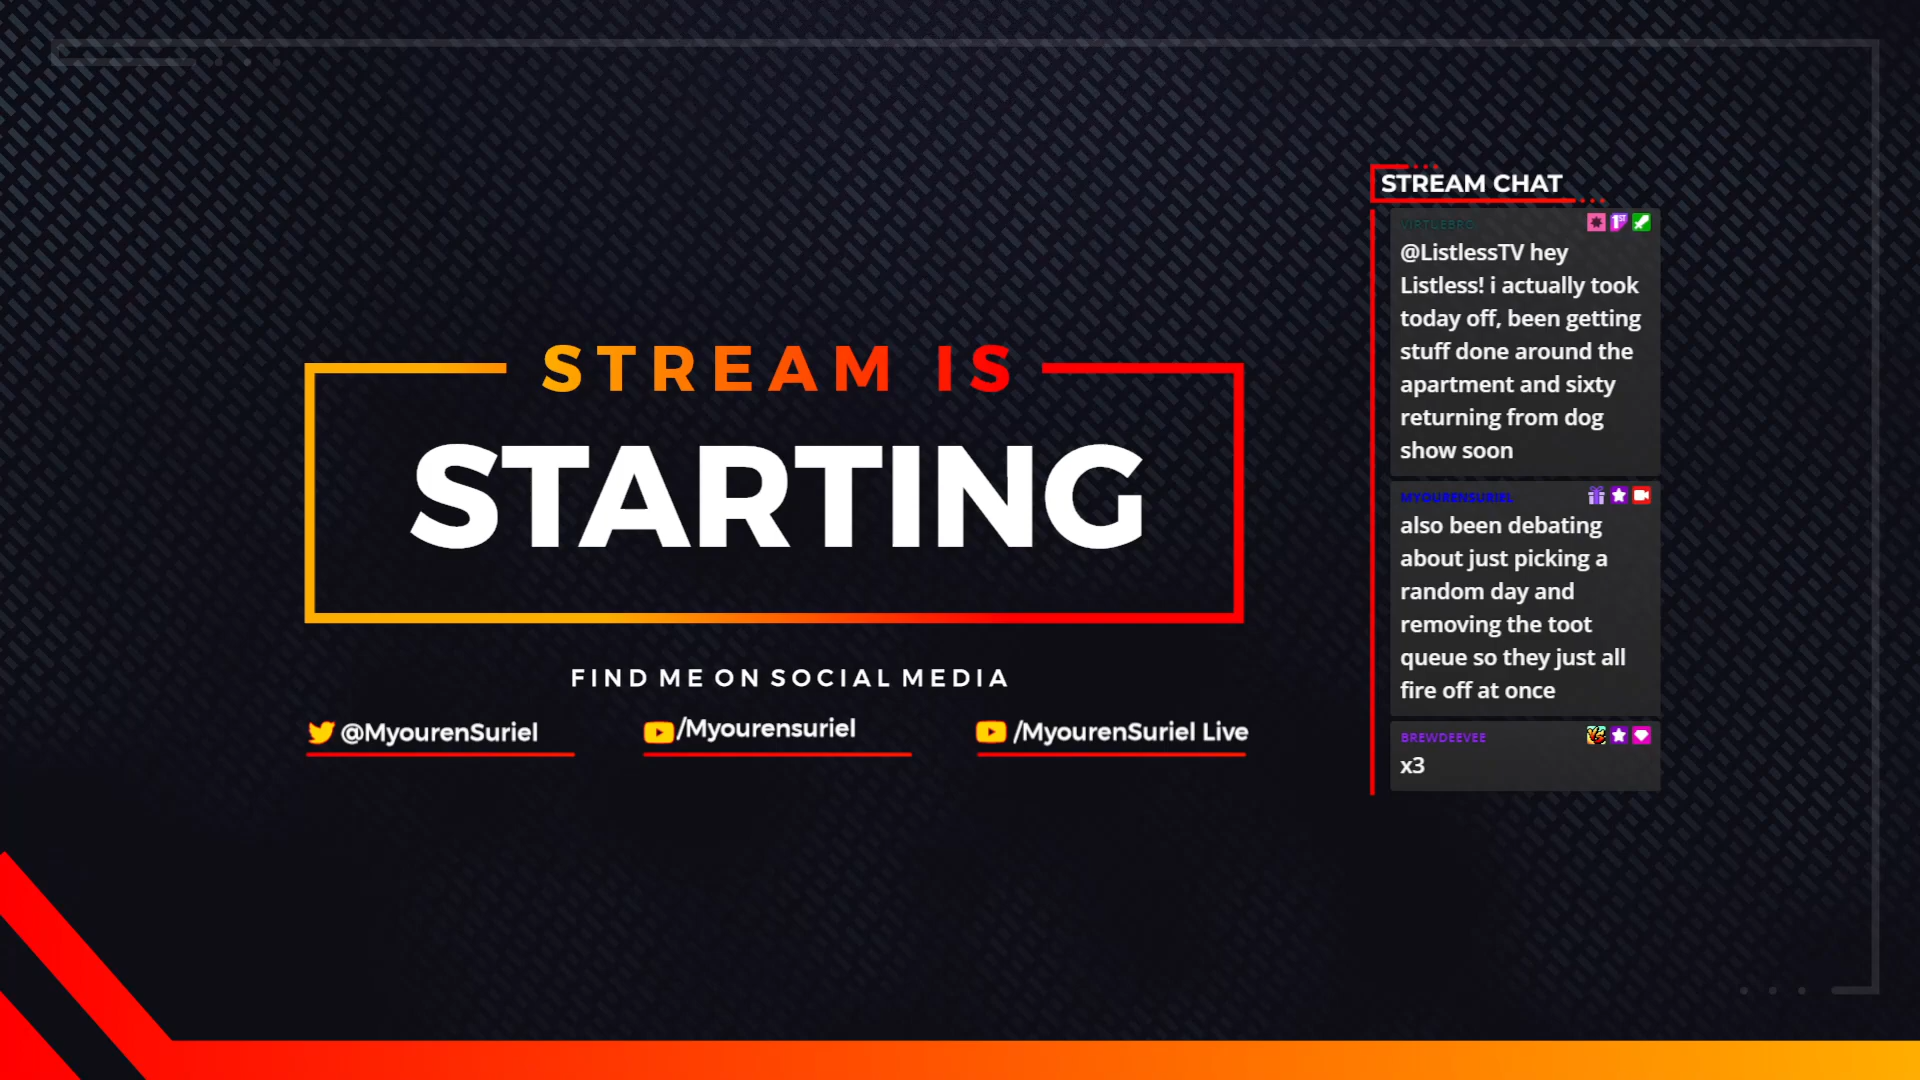 STREAM IS
STARTING
FIND ME ON SOCIAL MEDIA
@MyourenSuriel
/Myourensuriel
/MyourenSuriel Live
STREAM CHAT
@ListlessTV hey
Listless! i actually took
today off, been getting
stuff done around the
apartment and sixty
returning from dog
show soon
MYOURENSURIEL
also been debating
about just picking a
random day and
removing the toot
queue so they just all
fire off at once
BREWDEEVEE
x3